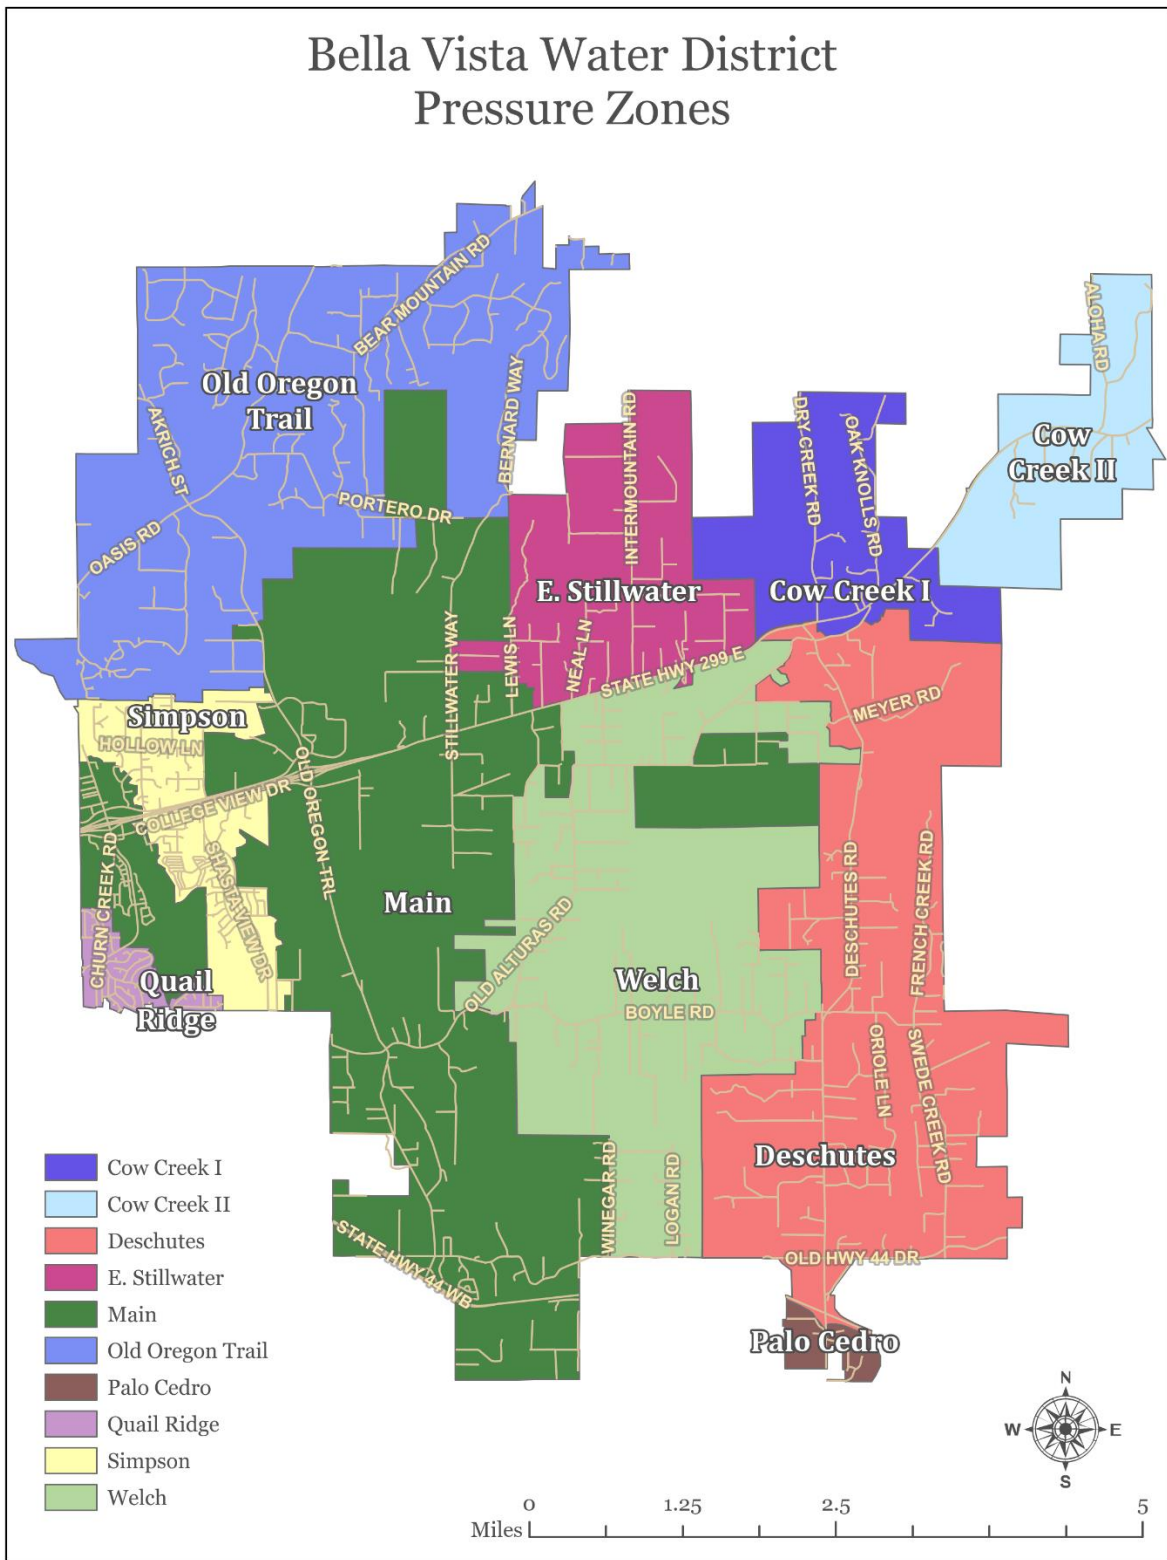 Bella Vista Water District
Pressure Zones
BEAR MOUNTAIN RD
ALOHA RD
Old Oregon
Trail
AKRICH ST
BERNARD WAY
INTERMOUNTAIN RD
DRY CREEK RD
OAK KNOLLS RD
Cow
Creek II
PORTERO DR
OASIS RD
E. Stillwater
Cow Creek I
STILLWATER WAY
LEWIS LN
NEAL LN
STATE HWY 299 E
MEYER RD
Simpson
HOLLOW LN
COLLEGE VIEW DR
OLD OREGON TRL
CHURN CREEK RD
SHASTA VIEW DR
Main
OLD ALTURAS RD
DESCHUTES RD
FRENCH CREEK RD
Quail
Ridge
Welch
BOYLE RD
ORIOLE LN
SWEDE CREEK RD
Deschutes
WINEGAR RD
LOGAN RD
STATE HWY 44 WB
OLD HWY 44 DR
Palo Cedro
Cow Creek I
Cow Creek II
Deschutes
E. Stillwater
Main
Old Oregon Trail
Palo Cedro
Quail Ridge
Simpson
Welch
N
W E
S
0 1.25 2.5 5
Miles